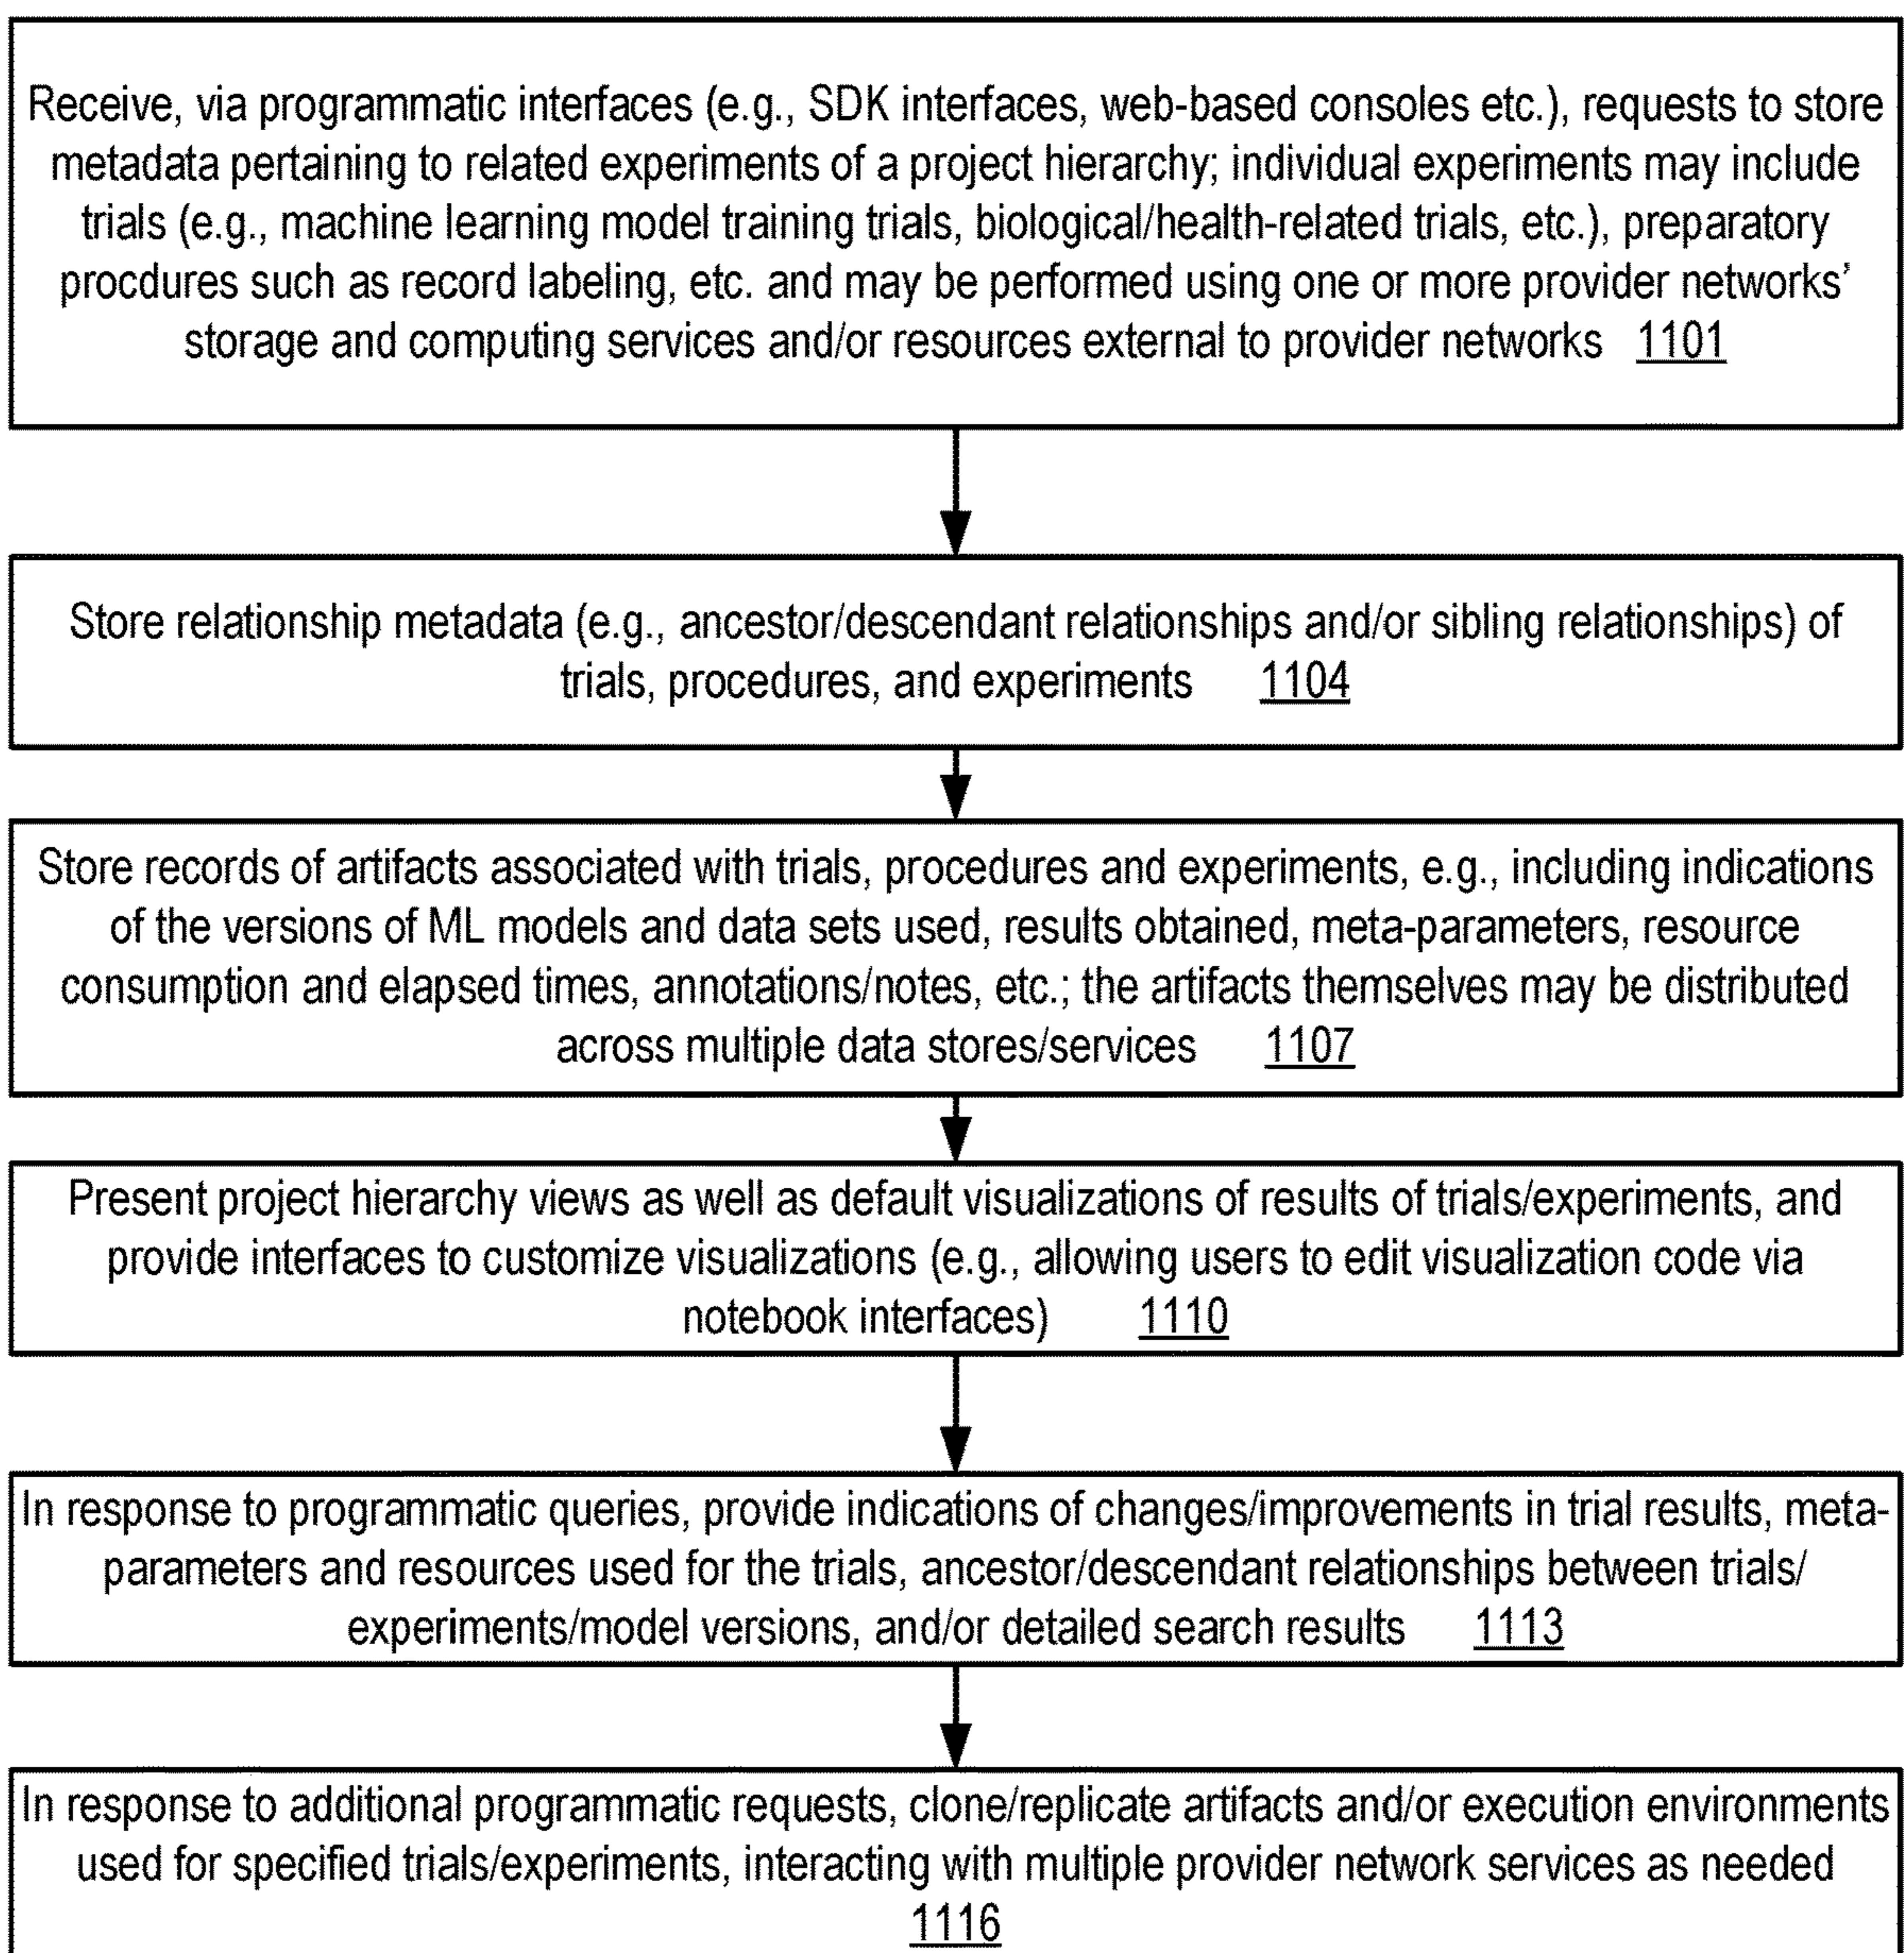 Receive, via programmatic interfaces (e.g., SDK interfaces, web-based consoles etc.), requests to store
metadata pertaining to related experiments of a project hierarchy; individual experiments may include
trials (e.g., machine learning model training trials, biological/health-related trials, etc.), preparatory
procdures such as record labeling, etc. and may be performed using one or more provider networks'
storage and computing services and/or resources external to provider networks 1101
Store relationship metadata (e.g., ancestor/descendant relationships and/or sibling relationships) of
trials, procedures, and experiments 1104
Store records of artifacts associated with trials, procedures and experiments, e.g., including indications
of the versions of ML models and data sets used, results obtained, meta-parameters, resource
consumption and elapsed times, annotations/notes, etc.; the artifacts themselves may be distributed
across multiple data stores/services 1107
Present project hierarchy views as well as default visualizations of results of trials/experiments, and
provide interfaces to customize visualizations (e.g., allowing users to edit visualization code via
notebook interfaces) 1110
In response to programmatic queries, provide indications of changes/improvements in trial results, meta-
parameters and resources used for the trials, ancestor/descendant relationships between trials/
experiments/model versions, and/or detailed search results 1113
In response to additional programmatic requests, clone/replicate artifacts and/or execution environments
used for specified trials/experiments, interacting with multiple provider network services as needed
1116